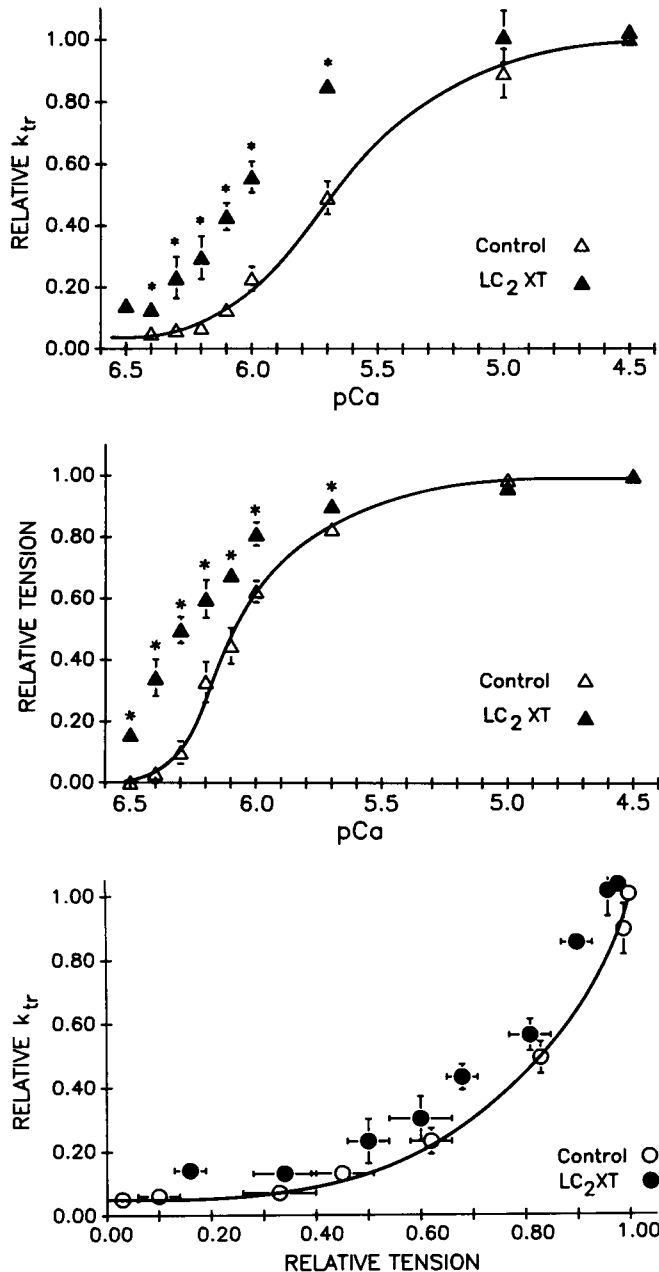 RELATIVE k_tr
1.00
0.80
0.60
0.40
0.20
0.00
* * * * * * *
Control △
LC₂ XT ▲
6.5 6.0 5.5 5.0 4.5
pCa
RELATIVE TENSION
1.00
0.80
0.60
0.40
0.20
0.00
* * * * * * *
Control △
LC₂ XT ▲
6.5 6.0 5.5 5.0 4.5
pCa
RELATIVE k_tr
1.00
0.80
0.60
0.40
0.20
0.00
Control ○
LC₂XT ●
0.00 0.20 0.40 0.60 0.80 1.00
RELATIVE TENSION